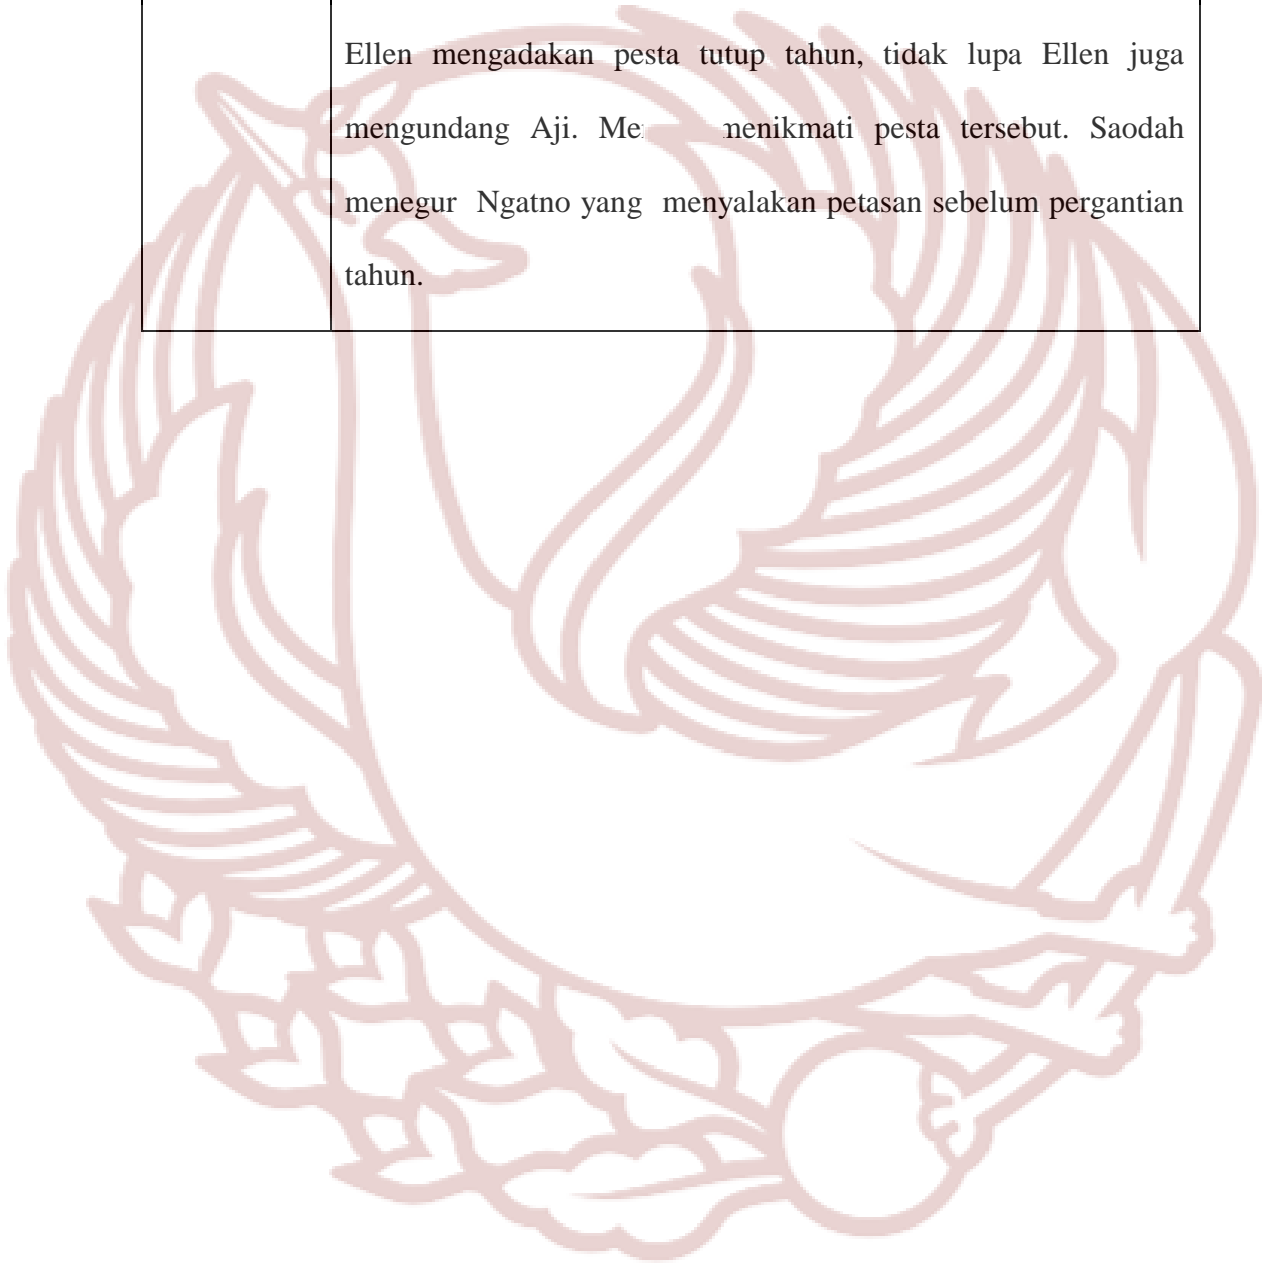 Ellen mengadakan pesta tutup tahun, tidak lupa Ellen juga
mengundang Aji. menikmati pesta tersebut. Saodah
menegur Ngatno yang menyalakan petasan sebelum pergantian
tahun.